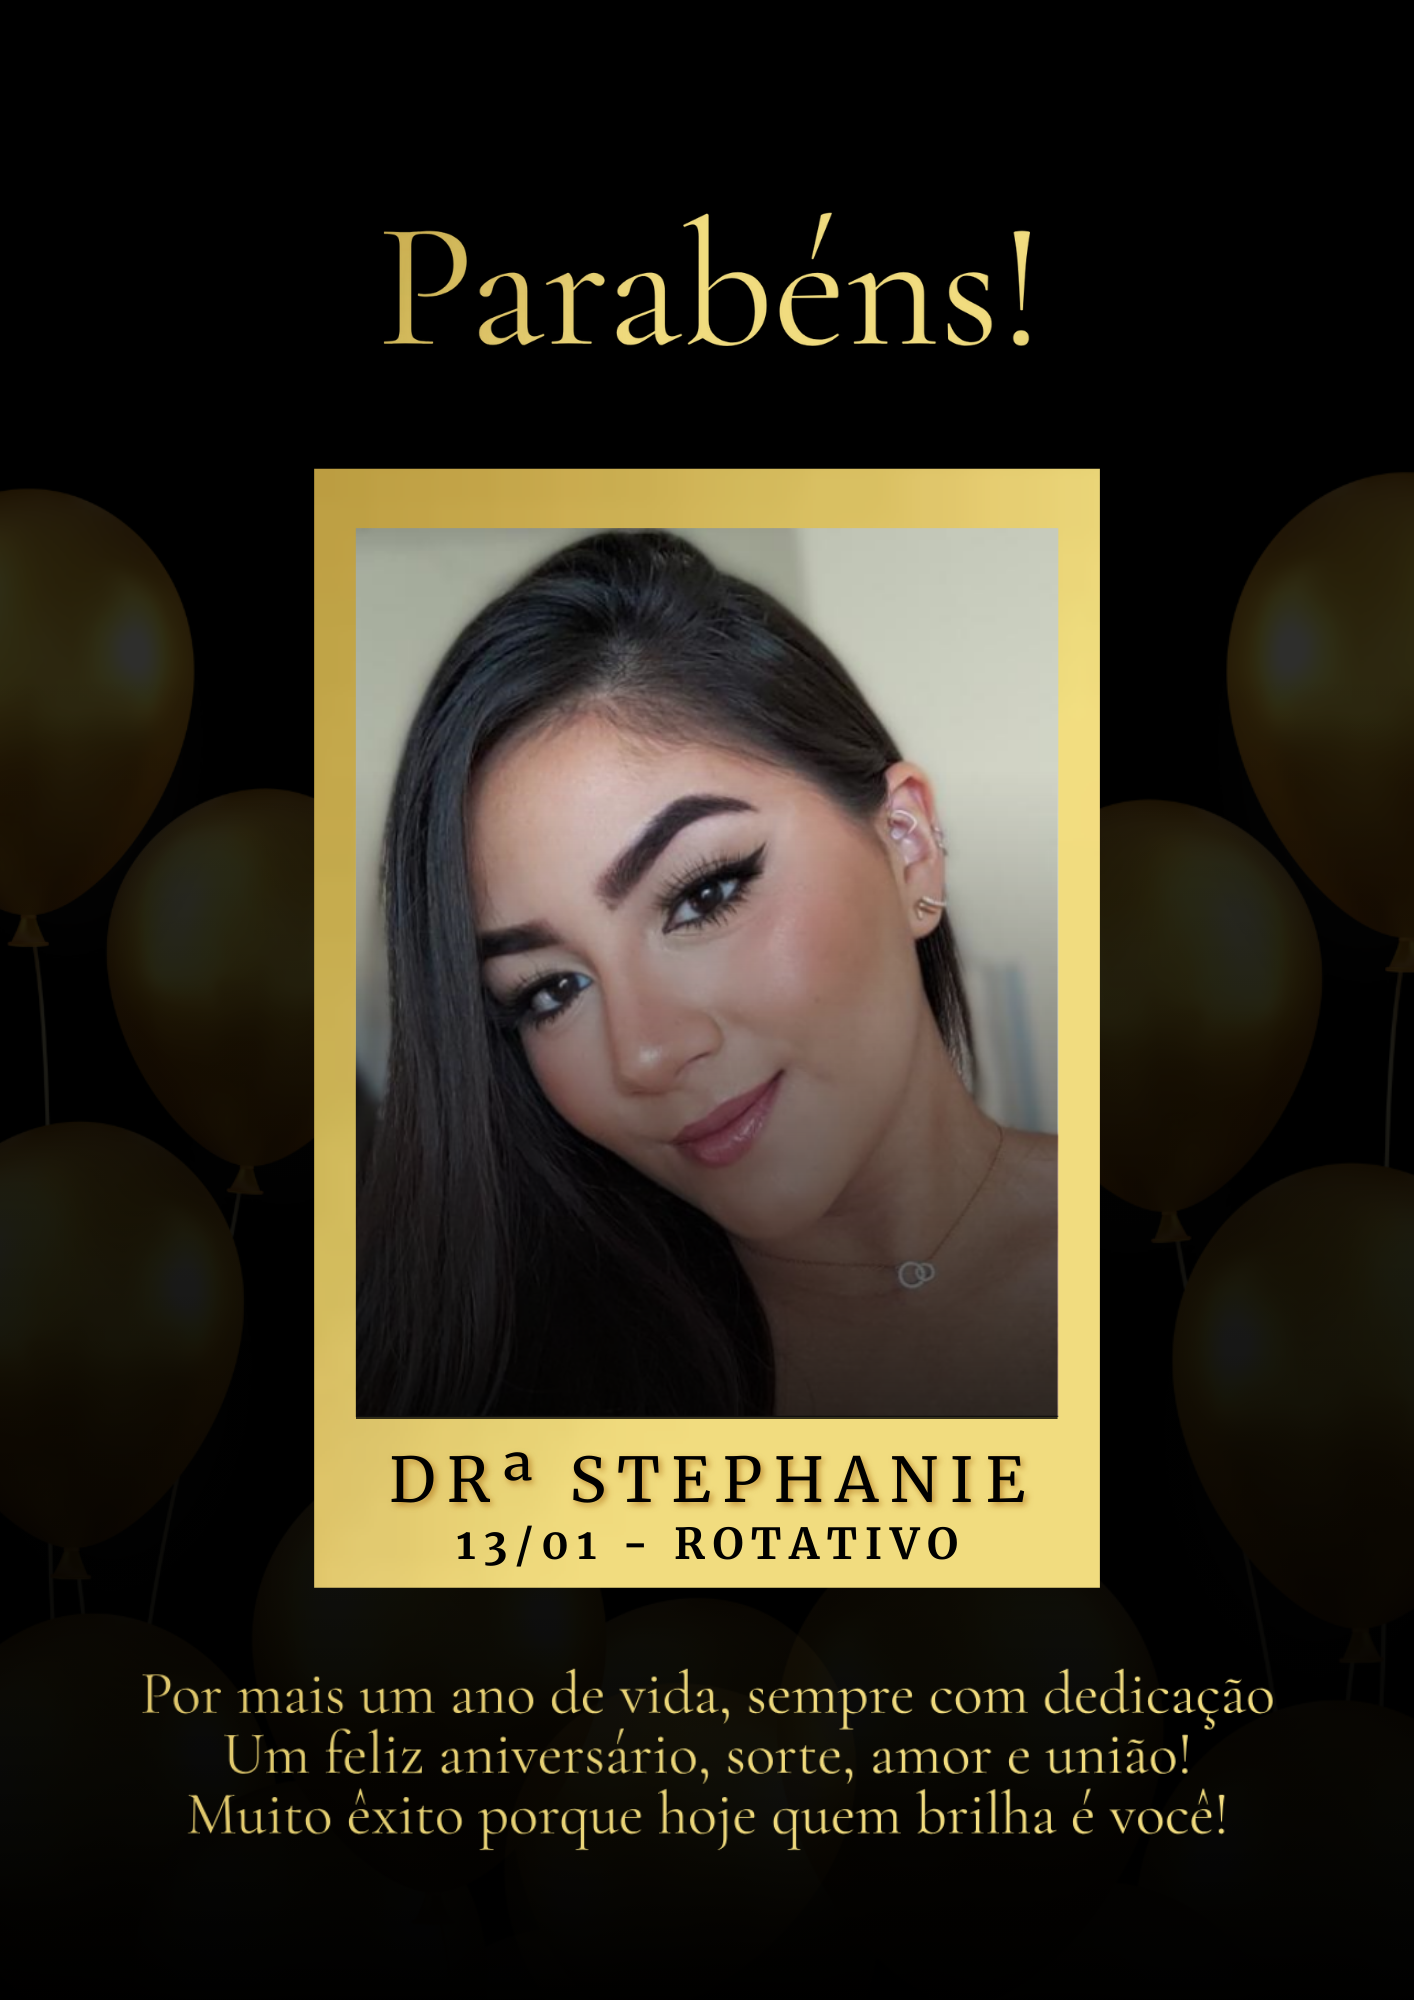 Parabéns!
DRª STEPHANIE
13/01 - ROTATIVO
Por mais um ano de vida, sempre com dedicação
Um feliz aniversário, sorte, amor e união!
Muito êxito porque hoje quem brilha é você!